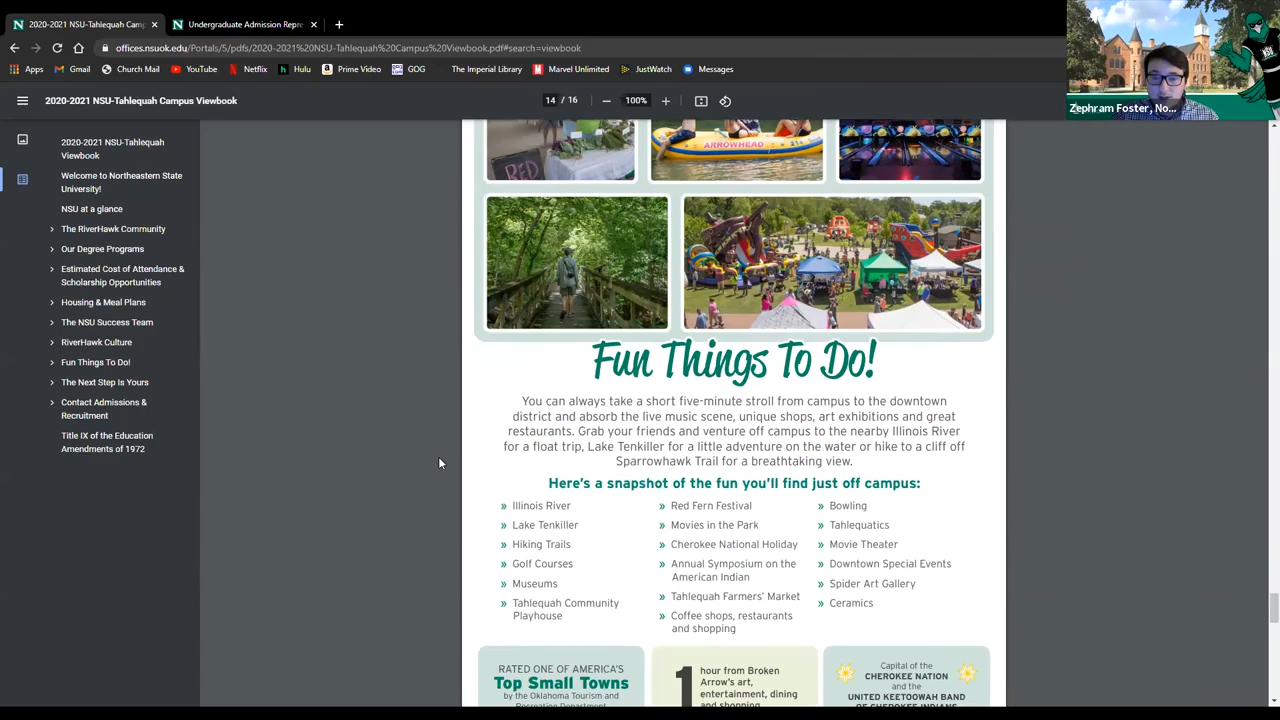 2020-2021 NSU-Tahlequah Cam
Undergraduate Admission Repre
offices.nsuok.edu/Portals/5/pdfs/2020-2021%20NSU-Tahlequah%20Campus%20Viewbook.pdf#search=viewbook
Apps
Gmail
Church Mail
YouTube
Netflix
Hulu
Prime Video
GOG
The Imperial Library
Marvel Unlimited
JustWatch
Messages
Zephram Foster, No...
2020-2021 NSU-Tahlequah Campus Viewbook
14 / 16
100%
2020-2021 NSU-Tahlequah
Viewbook
Welcome to Northeastern State
University!
NSU at a glance
The RiverHawk Community
Our Degree Programs
Estimated Cost of Attendance &
Scholarship Opportunities
Housing & Meal Plans
The NSU Success Team
RiverHawk Culture
Fun Things To Do!
The Next Step Is Yours
Contact Admissions &
Recruitment
Title IX of the Education
Amendments of 1972
RED
ARROWHEAD
Fun Things To Do!
You can always take a short five-minute stroll from campus to the downtown
district and absorb the live music scene, unique shops, art exhibitions and great
restaurants. Grab your friends and venture off campus to the nearby Illinois River
for a float trip, Lake Tenkiller for a little adventure on the water or hike to a cliff off
Sparrowhawk Trail for a breathtaking view.
Here's a snapshot of the fun you'll find just off campus:
» Illinois River
» Lake Tenkiller
» Hiking Trails
» Golf Courses
» Museums
» Tahlequah Community
Playhouse
» Red Fern Festival
» Movies in the Park
» Cherokee National Holiday
» Annual Symposium on the
American Indian
» Tahlequah Farmers' Market
» Coffee shops, restaurants
and shopping
» Bowling
» Tahlequatics
» Movie Theater
» Downtown Special Events
» Spider Art Gallery
» Ceramics
RATED ONE OF AMERICA'S
Top Small Towns
by the Oklahoma Tourism and
Recreation Department
1 hour from Broken
Arrow's art,
entertainment, dining
and shopping
Capital of the
CHEROKEE NATION
and the
UNITED KEETOOWAH BAND
OF CHEROKEE INDIANS